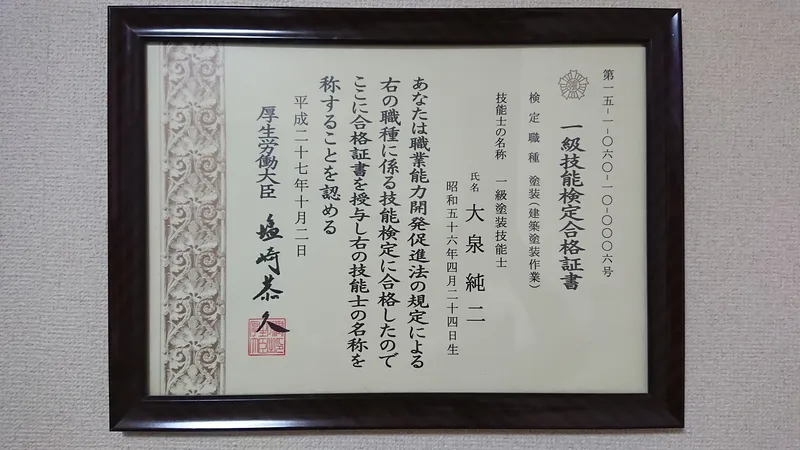 第一五-一-〇六〇-一〇-〇〇〇六号
一級技能検定合格証書
検定職種 塗装(建築塗装作業)
技能士の名称 一級塗装技能士
氏名 大泉純二
昭和五十六年四月二十四日生
あなたは職業能力開発促進法の規定による
右の職種に係る技能検定に合格したので
ここに合格証書を授与し右の技能士の名称を
称することを認める
平成二十七年十月二日
厚生労働大臣 塩崎恭久